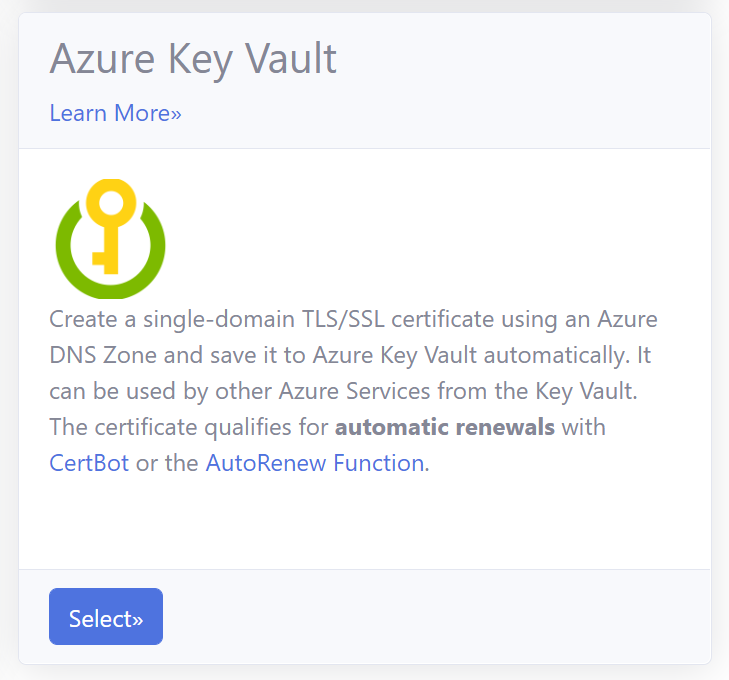 Azure Key Vault
Learn More»
Create a single-domain TLS/SSL certificate using an Azure
DNS Zone and save it to Azure Key Vault automatically. It
can be used by other Azure Services from the Key Vault.
The certificate qualifies for automatic renewals with
CertBot or the AutoRenew Function.
Select»